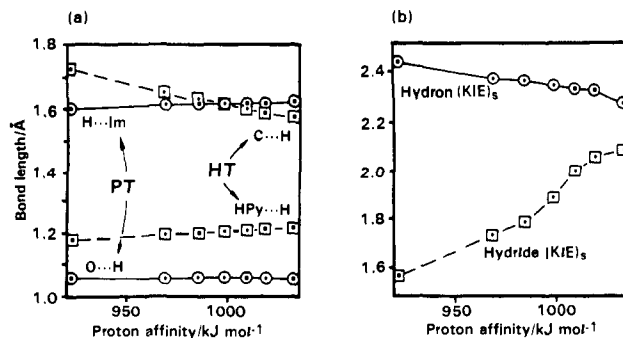 (a)
1.8
1.6
1.4
1.2
1.0
Bond length/Å
H···Im
PT
O···H
C···H
HT
HPy···H
950
1000
Proton affinity/kJ mol⁻¹
(b)
2.4
2.2
2.0
1.8
1.6
Hydron (KIE)ₛ
Hydride (KIE)ₛ
950
1000
Proton affinity/kJ mol⁻¹